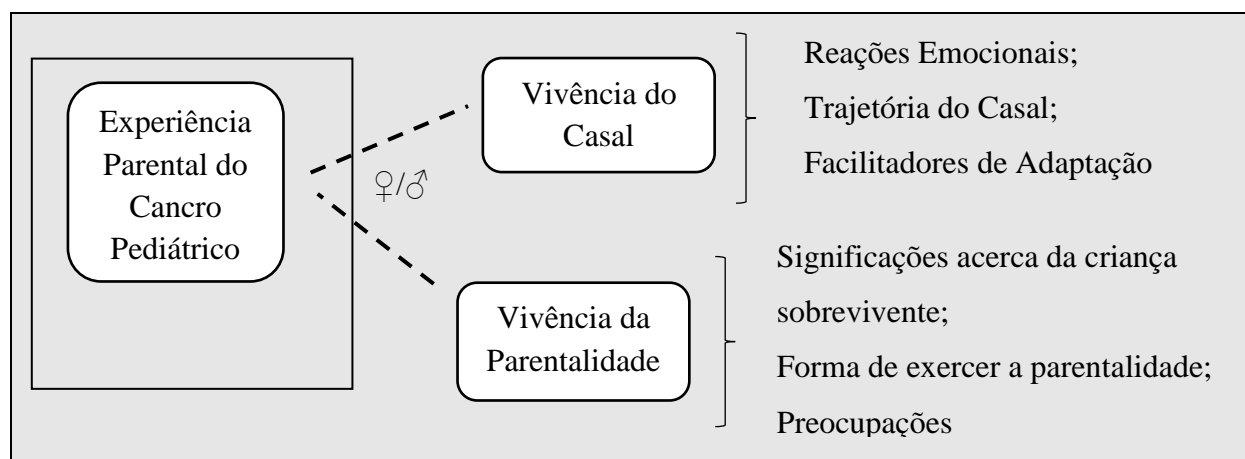 Experiência
Parental do
Cancro
Pediátrico
♀/♂
Vivência do
Casal
Reações Emocionais;
Trajetória do Casal;
Facilitadores de Adaptação
Vivência da
Parentalidade
Significações acerca da criança
sobrevivente;
Forma de exercer a parentalidade;
Preocupações